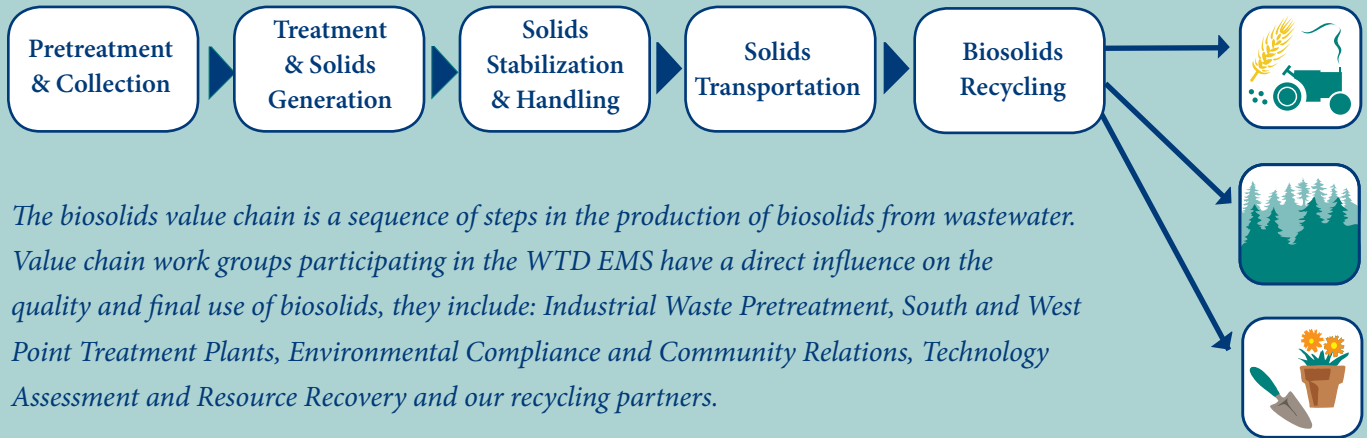 Pretreatment
& Collection
Treatment
& Solids
Generation
Solids
Stabilization
& Handling
Solids
Transportation
Biosolids
Recycling
The biosolids value chain is a sequence of steps in the production of biosolids from wastewater.
Value chain work groups participating in the WTD EMS have a direct influence on the
quality and final use of biosolids, they include: Industrial Waste Pretreatment, South and West
Point Treatment Plants, Environmental Compliance and Community Relations, Technology
Assessment and Resource Recovery and our recycling partners.